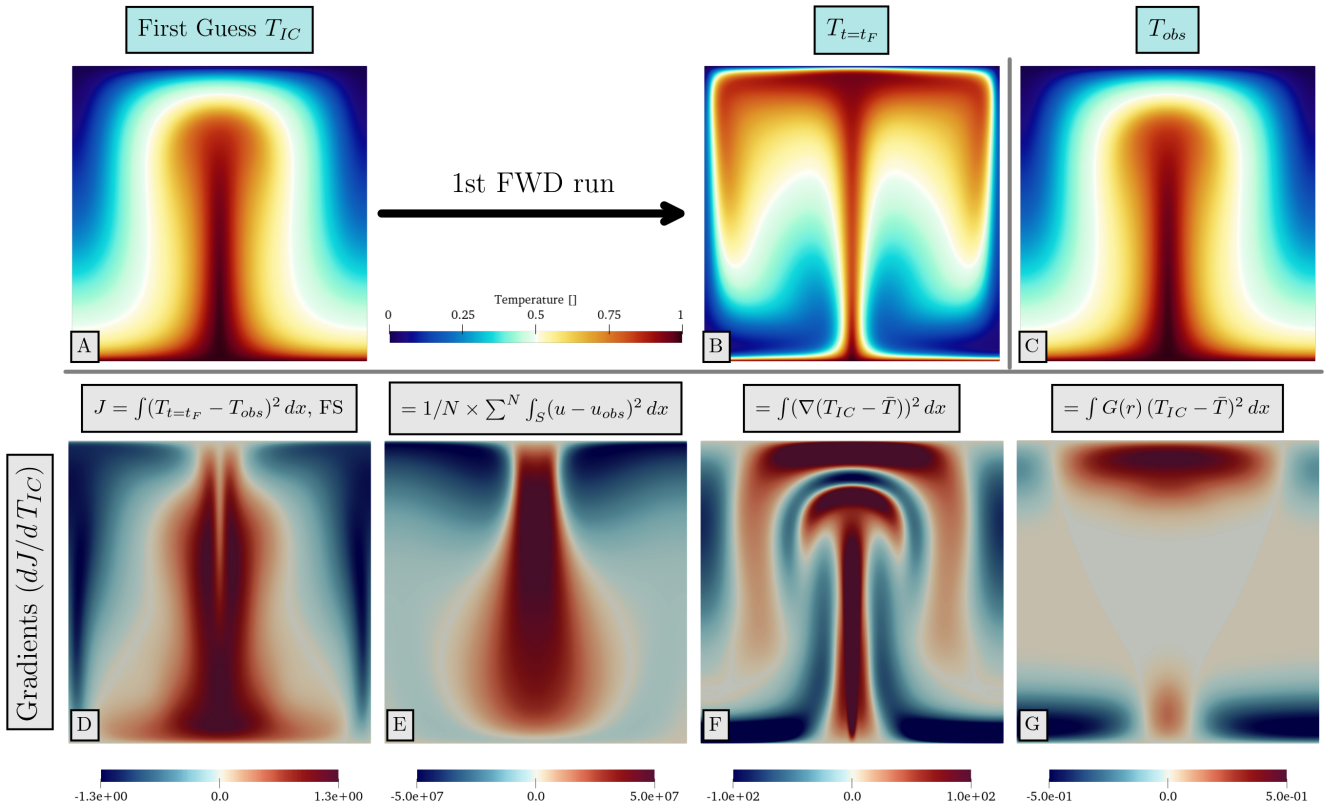 First Guess $T_{IC}$
$T_{t=t_F}$
$T_{obs}$
1st FWD run
Temperature []
0 0.25 0.5 0.75 1
A
B
C
$J = \int (T_{t=t_F} - T_{obs})^2 \, dx$, FS
$= 1/N \times \sum^N \int_S (u - u_{obs})^2 \, dx$
$= \int (\nabla (T_{IC} - \bar{T}))^2 \, dx$
$= \int G(r) \, (T_{IC} - \bar{T})^2 \, dx$
Gradients ($dJ/dT_{IC}$)
D
E
F
G
-1.3e+00 0.0 1.3e+00
-5.0e+07 0.0 5.0e+07
-1.0e+02 0.0 1.0e+02
-5.0e-01 0.0 5.0e-01